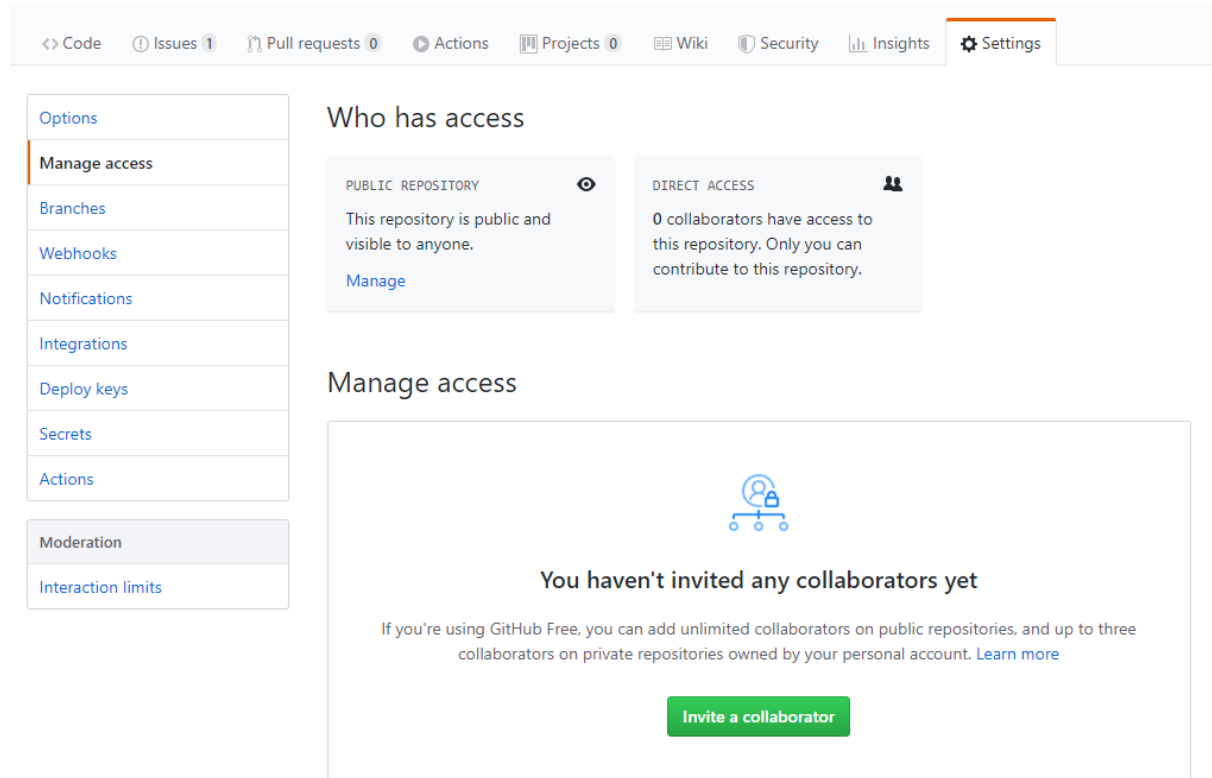 Code Issues 1 Pull requests 0 Actions Projects 0 Wiki Security Insights Settings
Options
Manage access
Branches
Webhooks
Notifications
Integrations
Deploy keys
Secrets
Actions
Moderation
Interaction limits
Who has access
PUBLIC REPOSITORY
This repository is public and
visible to anyone.
Manage
DIRECT ACCESS
0 collaborators have access to
this repository. Only you can
contribute to this repository.
Manage access
You haven't invited any collaborators yet
If you're using GitHub Free, you can add unlimited collaborators on public repositories, and up to three
collaborators on private repositories owned by your personal account. Learn more
Invite a collaborator